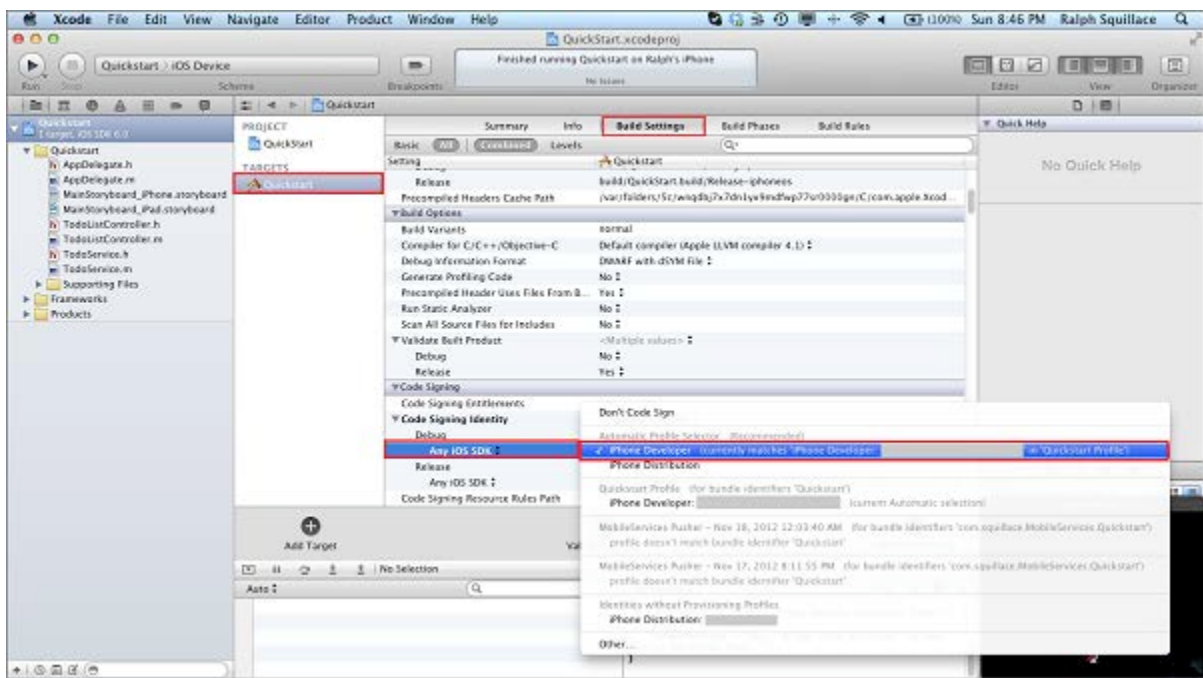 Xcode File Edit View Navigate Editor Product Window Help (100%) Sun 8:46 PM Ralph Squillace
QuickStart.xcodeproj
Quickstart iOS Device
Finished running Quickstart on Ralph's iPhone
No Issues
Run Stop Scheme Breakpoints Editor View Organizer
Quickstart
Quickstart
1 target, iOS SDK 6.0
Quickstart
AppDelegate.h
AppDelegate.m
MainStoryboard_iPhone.storyboard
MainStoryboard_iPad.storyboard
TodoListController.h
TodoListController.m
TodoService.h
TodoService.m
Supporting Files
Frameworks
Products
PROJECT
QuickStart
TARGETS
Quickstart
Summary Info Build Settings Build Phases Build Rules
Basic All Combined Levels
Setting Quickstart
Release build/QuickStart.build/Release-iphoneos
Precompiled Headers Cache Path
Build Options
Build Variants normal
Compiler for C/C++/Objective-C Default compiler (Apple LLVM compiler 4.1)
Debug Information Format DWARF with dSYM File
Generate Profiling Code No
Precompiled Header Uses Files From B... Yes
Run Static Analyzer No
Scan All Source Files for Includes No
Validate Built Product <Multiple values>
Debug No
Release Yes
Code Signing
Code Signing Entitlements
Code Signing Identity
Debug
Any iOS SDK
Release
Any iOS SDK
Code Signing Resource Rules Path
Don't Code Sign
Automatic Profile Selector (Recommended)
iPhone Developer (currently matches 'iPhone Developer: in 'Quickstart Profile')
iPhone Distribution
Quickstart Profile (for bundle identifiers 'Quickstart')
iPhone Developer: (current Automatic selection)
MobileServices Pusher - Nov 18, 2012 12:03:40 AM (for bundle identifiers 'com.squillace.MobileServices.Quickstart')
profile doesn't match bundle identifier 'Quickstart'
MobileServices Pusher - Nov 17, 2012 8:11:55 PM (for bundle identifiers 'com.squillace.MobileServices.Quickstart')
profile doesn't match bundle identifier 'Quickstart'
Identities without Provisioning Profiles
iPhone Distribution:
Other...
Add Target
Val
No Selection
Auto
No Quick Help
Quick Help